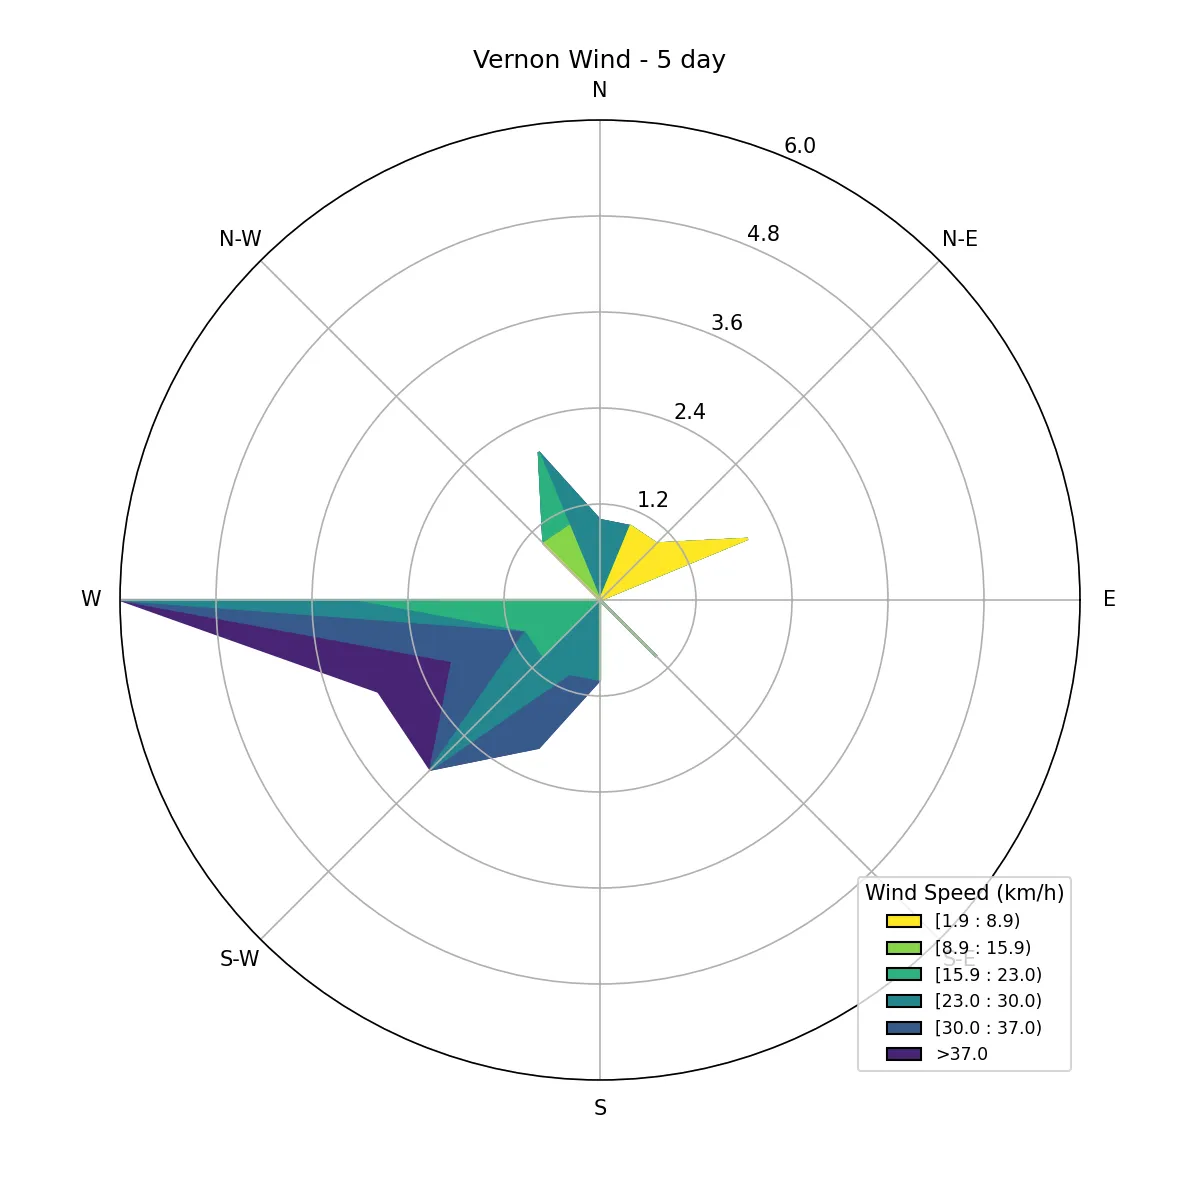 Vernon Wind - 5 day
N
6.0
4.8
N-W
N-E
3.6
2.4
1.2
W
E
S-W
S-E
Wind Speed (km/h)
[1.9 : 8.9)
[8.9 : 15.9)
[15.9 : 23.0)
[23.0 : 30.0)
[30.0 : 37.0)
>37.0
S